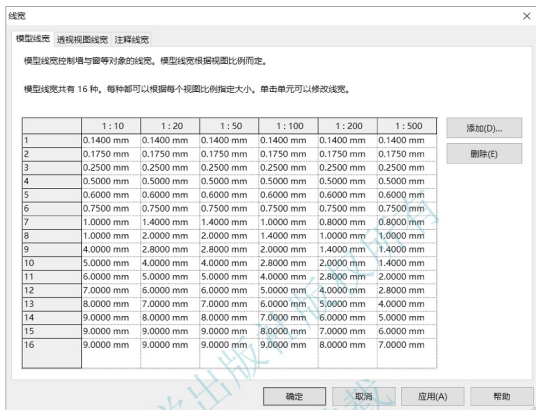 线宽
模型线宽 透视视图线宽 注释线宽
模型线宽控制墙与窗等对象的线宽。模型线宽根据视图比例而定。
模型线宽共有 16 种。每种都可以根据每个视图比例指定大小。单击单元可以修改线宽。
1 : 10 1 : 20 1 : 50 1 : 100 1 : 200 1 : 500
1 0.1400 mm 0.1400 mm 0.1400 mm 0.1400 mm 0.1400 mm 0.1400 mm
2 0.1750 mm 0.1750 mm 0.1750 mm 0.1750 mm 0.1750 mm 0.1750 mm
3 0.2500 mm 0.2500 mm 0.2500 mm 0.2500 mm 0.2500 mm 0.2500 mm
4 0.5000 mm 0.5000 mm 0.5000 mm 0.5000 mm 0.5000 mm 0.5000 mm
5 0.6000 mm 0.6000 mm 0.6000 mm 0.6000 mm 0.6000 mm 0.6000 mm
6 0.7500 mm 0.7500 mm 0.7500 mm 0.7500 mm 0.7500 mm 0.7500 mm
7 1.0000 mm 1.4000 mm 1.4000 mm 1.0000 mm 0.8000 mm 0.8000 mm
8 1.0000 mm 2.0000 mm 2.0000 mm 1.4000 mm 1.0000 mm 1.0000 mm
9 4.0000 mm 2.8000 mm 2.8000 mm 2.0000 mm 1.4000 mm 1.4000 mm
10 5.0000 mm 4.0000 mm 4.0000 mm 2.8000 mm 2.0000 mm 1.4000 mm
11 6.0000 mm 5.0000 mm 5.0000 mm 4.0000 mm 2.8000 mm 2.0000 mm
12 7.0000 mm 6.0000 mm 6.0000 mm 5.0000 mm 4.0000 mm 2.8000 mm
13 8.0000 mm 7.0000 mm 7.0000 mm 6.0000 mm 5.0000 mm 4.0000 mm
14 9.0000 mm 8.0000 mm 8.0000 mm 7.0000 mm 6.0000 mm 5.0000 mm
15 9.0000 mm 9.0000 mm 9.0000 mm 8.0000 mm 7.0000 mm 6.0000 mm
16 9.0000 mm 9.0000 mm 9.0000 mm 9.0000 mm 8.0000 mm 7.0000 mm
添加(D)...
删除(E)
确定 取消 应用(A) 帮助
出版社版权所有